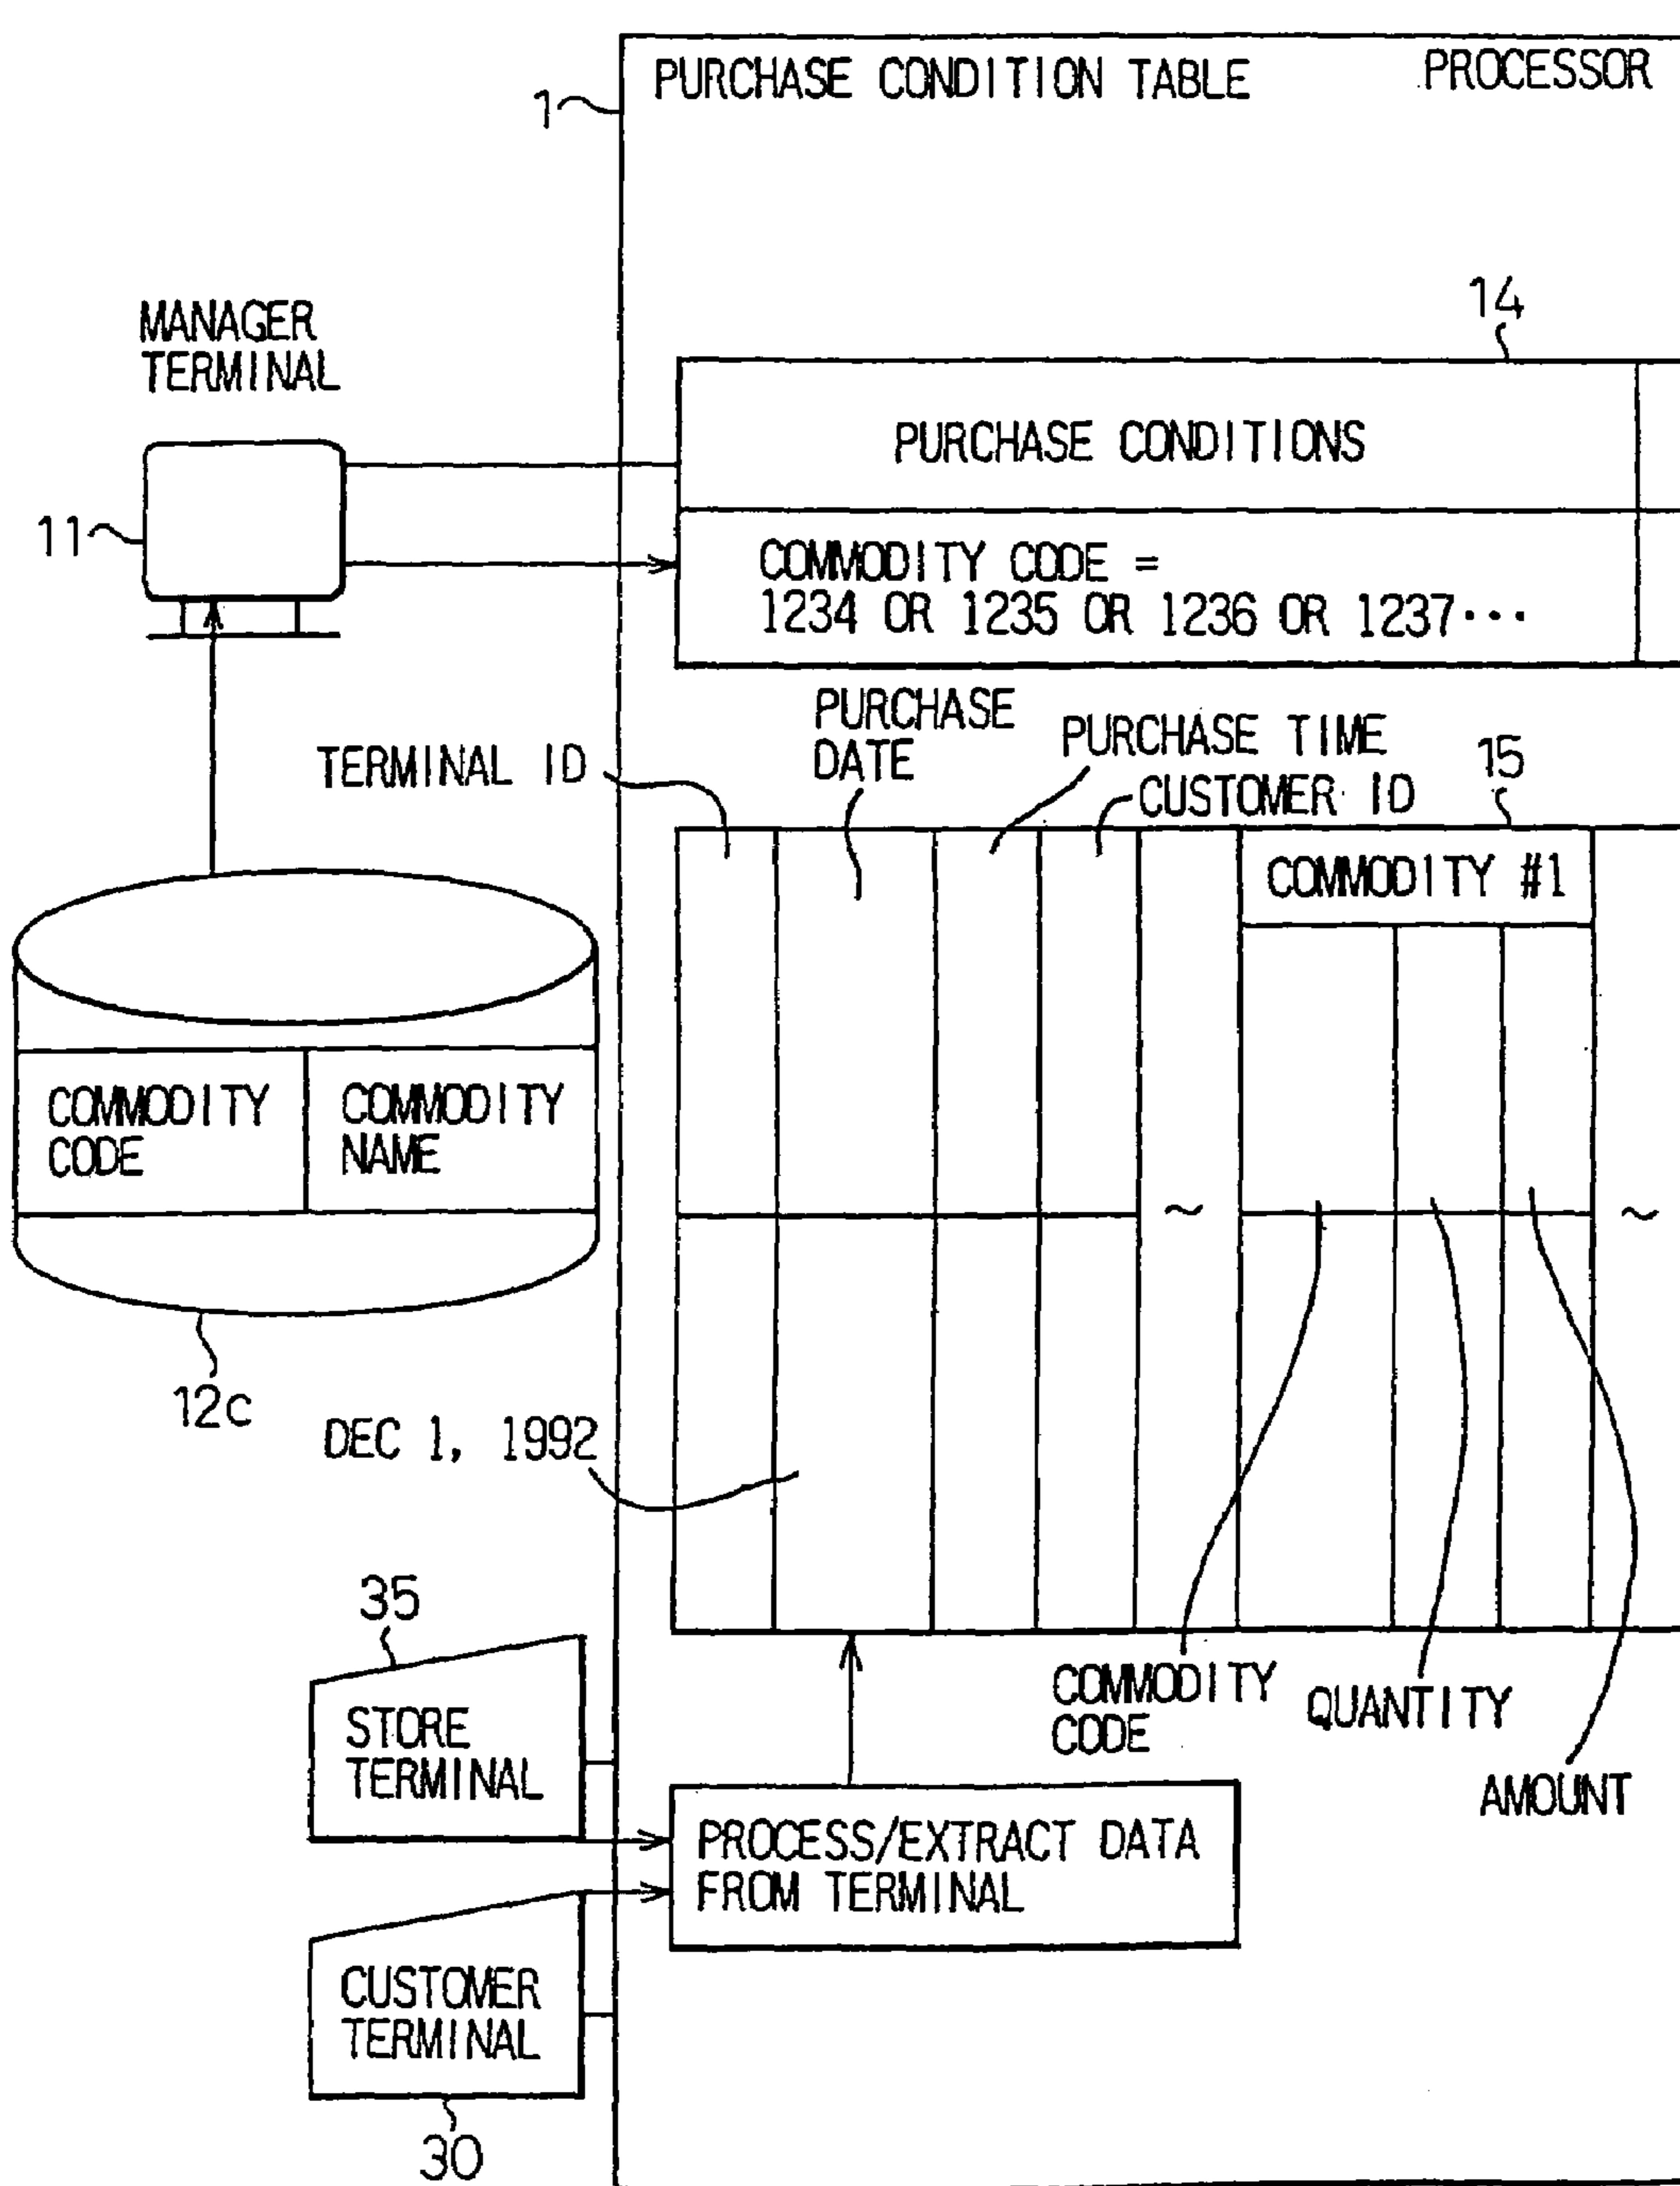 PURCHASE CONDITION TABLE
PROCESSOR
1
14
MANAGER
TERMINAL
PURCHASE CONDITIONS
11
COMMODITY CODE =
1234 OR 1235 OR 1236 OR 1237···
PURCHASE
DATE
PURCHASE TIME
15
TERMINAL ID
CUSTOMER ID
COMMODITY #1
COMMODITY
CODE
COMMODITY
NAME
~
~
12c
DEC 1, 1992
35
STORE
TERMINAL
COMMODITY
CODE
QUANTITY
AMOUNT
PROCESS/EXTRACT DATA
FROM TERMINAL
CUSTOMER
TERMINAL
30